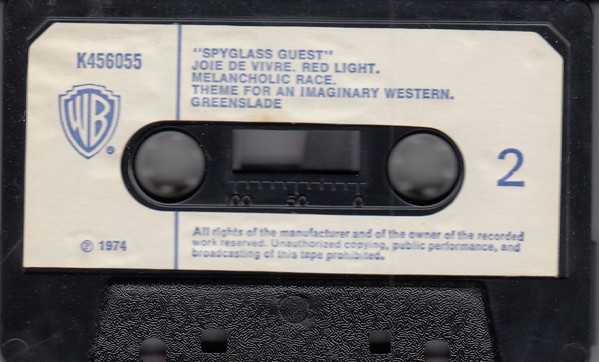 K456055
"SPYGLASS GUEST"
JOIE DE VIVRE. RED LIGHT.
MELANCHOLIC RACE.
THEME FOR AN IMAGINARY WESTERN.
GREENSLADE
WB
®
100 50 0
2
All rights of the manufacturer and of the owner of the recorded
work reserved. Unauthorized copying, public performance, and
broadcasting of this tape prohibited.
℗ 1974